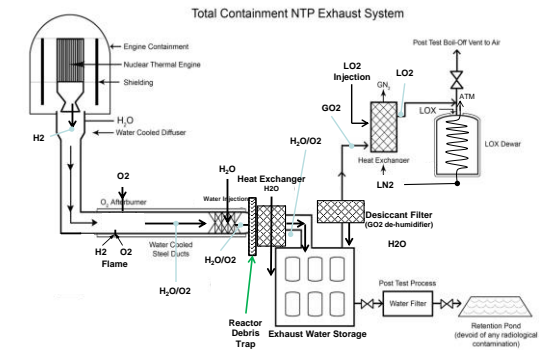 Total Containment NTP Exhaust System
Engine Containment
Nuclear Thermal Engine
Shielding
H2O
Water Cooled Diffuser
H2
O2
O2 Afterburner
H2 O2
Flame
Water Cooled
Steel Ducts
H2O/O2
H2O
Water Injection
H2O/O2
Heat Exchanger
H2O
H2O/O2
Reactor
Debris
Trap
Exhaust Water Storage
GO2
LO2
Injection
GN2
LO2
Heat Exchanger
LN2
Post Test Boil-Off Vent to Air
ATM
LOX
LOX Dewar
Desiccant Filter
(GO2 de-humidifier)
H2O
Post Test Process
Water Filter
Retention Pond
(devoid of any radiological
contamination)